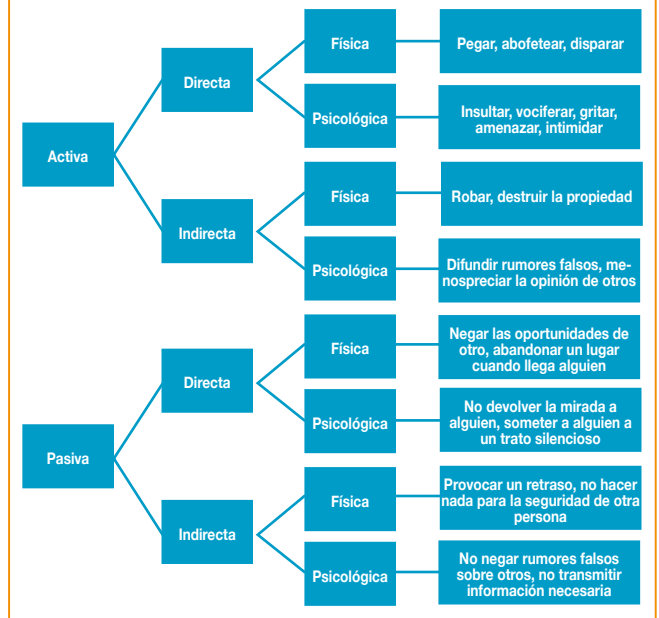 Activa
Directa
Física
Pegar, abofetear, disparar
Psicológica
Insultar, vociferar, gritar,
amenazar, intimidar
Indirecta
Física
Robar, destruir la propiedad
Psicológica
Difundir rumores falsos, me-
nospreciar la opinión de otros
Pasiva
Directa
Física
Negar las oportunidades de
otro, abandonar un lugar
cuando llega alguien
Psicológica
No devolver la mirada a
alguien, someter a alguien a
un trato silencioso
Indirecta
Física
Provocar un retraso, no hacer
nada para la seguridad de otra
persona
Psicológica
No negar rumores falsos
sobre otros, no transmitir
información necesaria